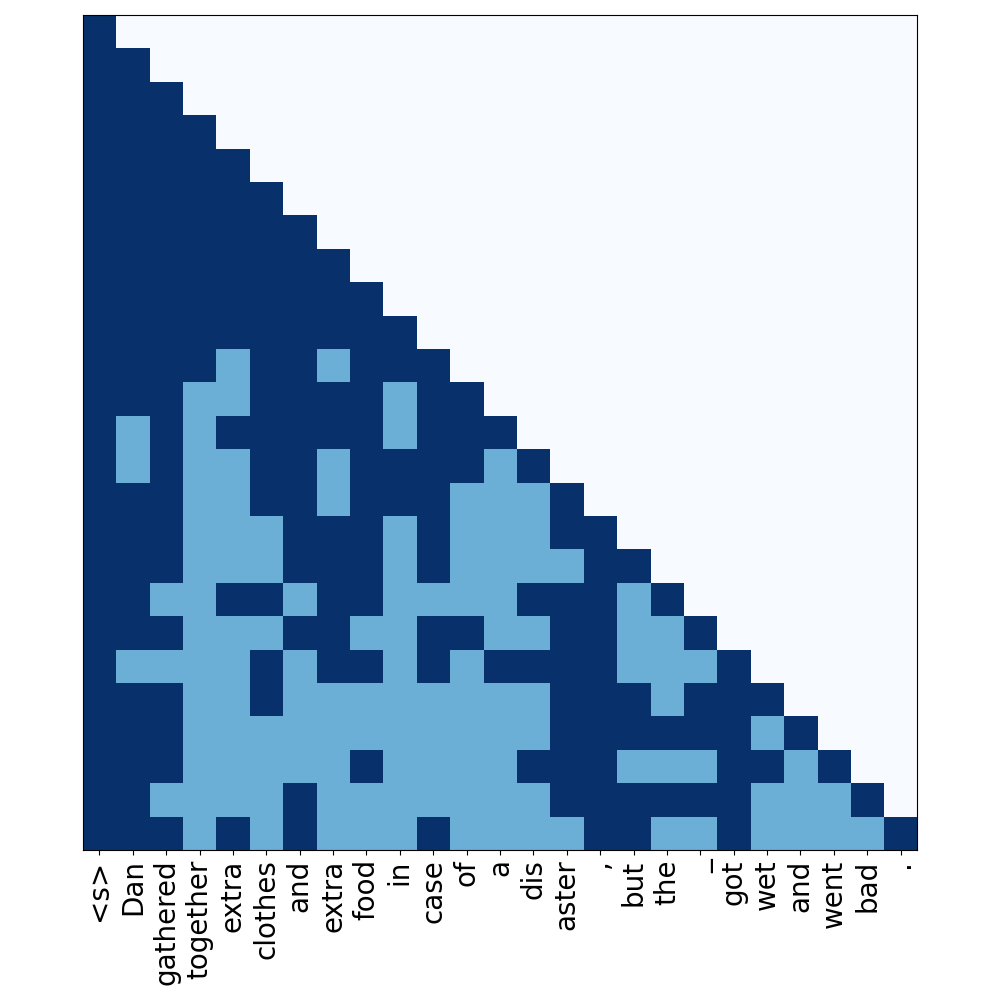 <s> Dan gathered together extra clothes and extra food in case of a dis aster , but the _ got wet and went bad .